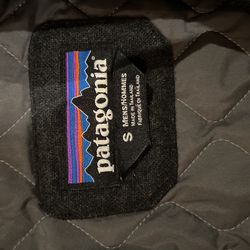 patagonia
S
MENS/HOMMES
MADE IN THAILAND
FABRIQUÉ EN THAÏLANDE